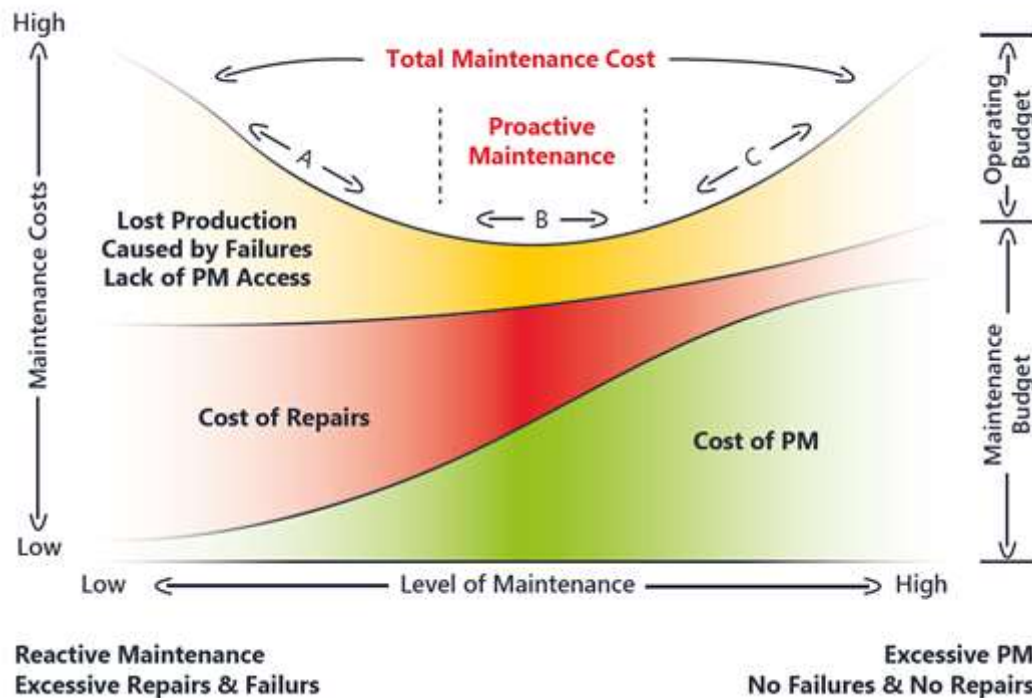 High
Total Maintenance Cost
Proactive
Maintenance
A
B
C
Operating
Budget
Maintenance Costs
Lost Production
Caused by Failures
Lack of PM Access
Cost of Repairs
Cost of PM
Maintenance
Budget
Low
Low
Level of Maintenance
High
Reactive Maintenance
Excessive Repairs & Failurs
Excessive PM
No Failures & No Repairs